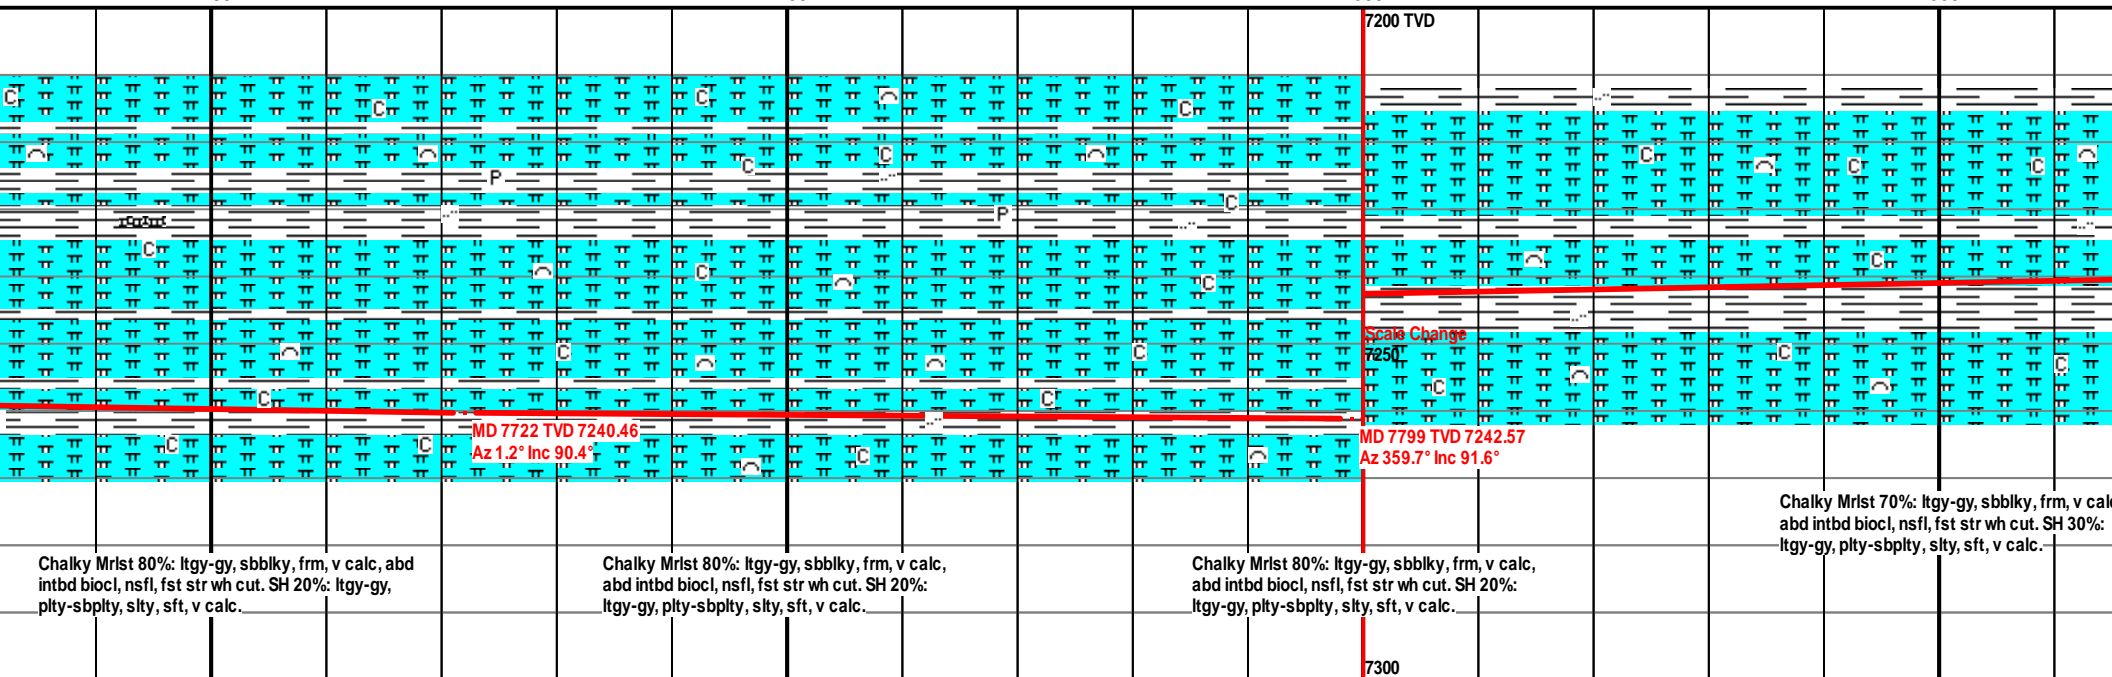 7200 TVD
C
C
C
C
C
C
C
C
C
C
P
C
P
C
C
C
C
C
Scale Change
7250
C
C
C
C
C
C
C
C
C
C
MD 7722 TVD 7240.46
Az 1.2° Inc 90.4°
MD 7799 TVD 7242.57
Az 359.7° Inc 91.6°
Chalky Mrlst 70%: ltgy-gy, sbblky, frm, v calc
abd intbd biocl, nsfl, fst str wh cut. SH 30%:
ltgy-gy, plty-sbplty, slty, sft, v calc.
Chalky Mrlst 80%: ltgy-gy, sbblky, frm, v calc, abd
intbd biocl, nsfl, fst str wh cut. SH 20%: ltgy-gy,
plty-sbplty, slty, sft, v calc.
Chalky Mrlst 80%: ltgy-gy, sbblky, frm, v calc,
abd intbd biocl, nsfl, fst str wh cut. SH 20%:
ltgy-gy, plty-sbplty, slty, sft, v calc.
Chalky Mrlst 80%: ltgy-gy, sbblky, frm, v calc,
abd intbd biocl, nsfl, fst str wh cut. SH 20%:
ltgy-gy, plty-sbplty, slty, sft, v calc.
7300